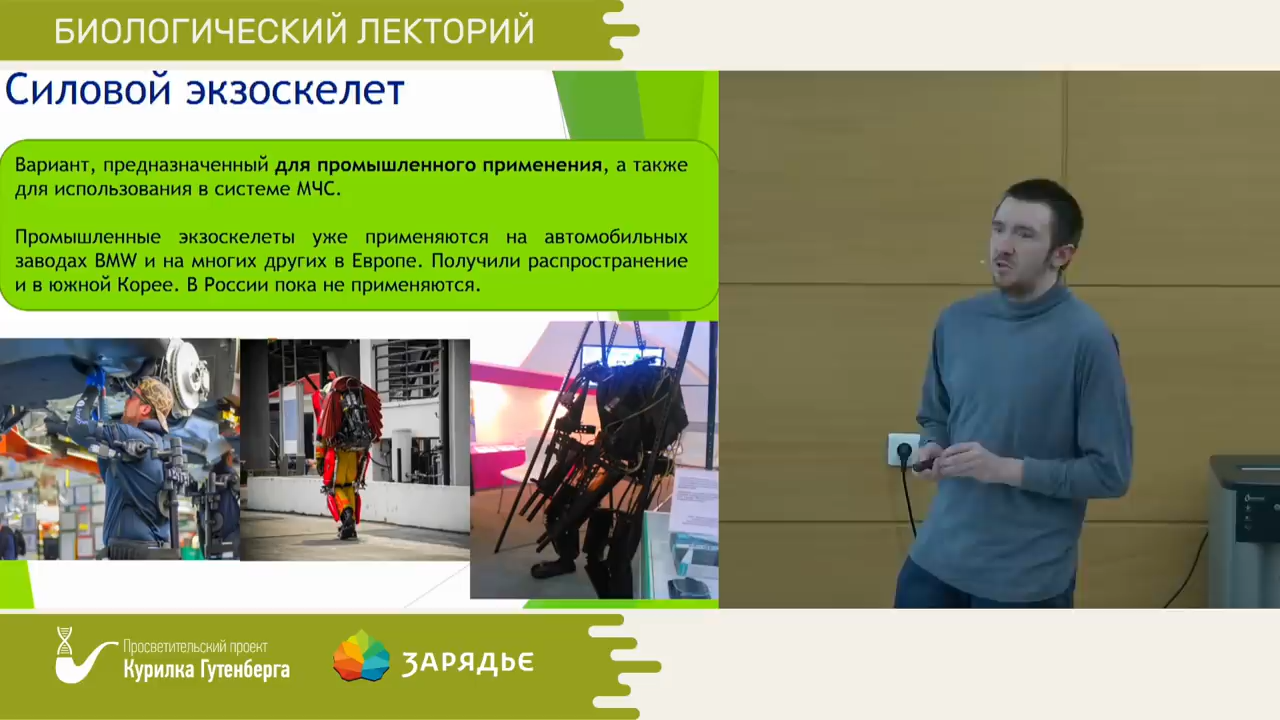 БИОЛОГИЧЕСКИЙ ЛЕКТОРИЙ
Силовой экзоскелет
Вариант, предназначенный для промышленного применения, а также
для использования в системе МЧС.
Промышленные экзоскелеты уже применяются на автомобильных
заводах BMW и на многих других в Европе. Получили распространение
и в южной Корее. В России пока не применяются.
Просветительский проект
Курилка Гутенберга
ЗАРЯДЬЕ